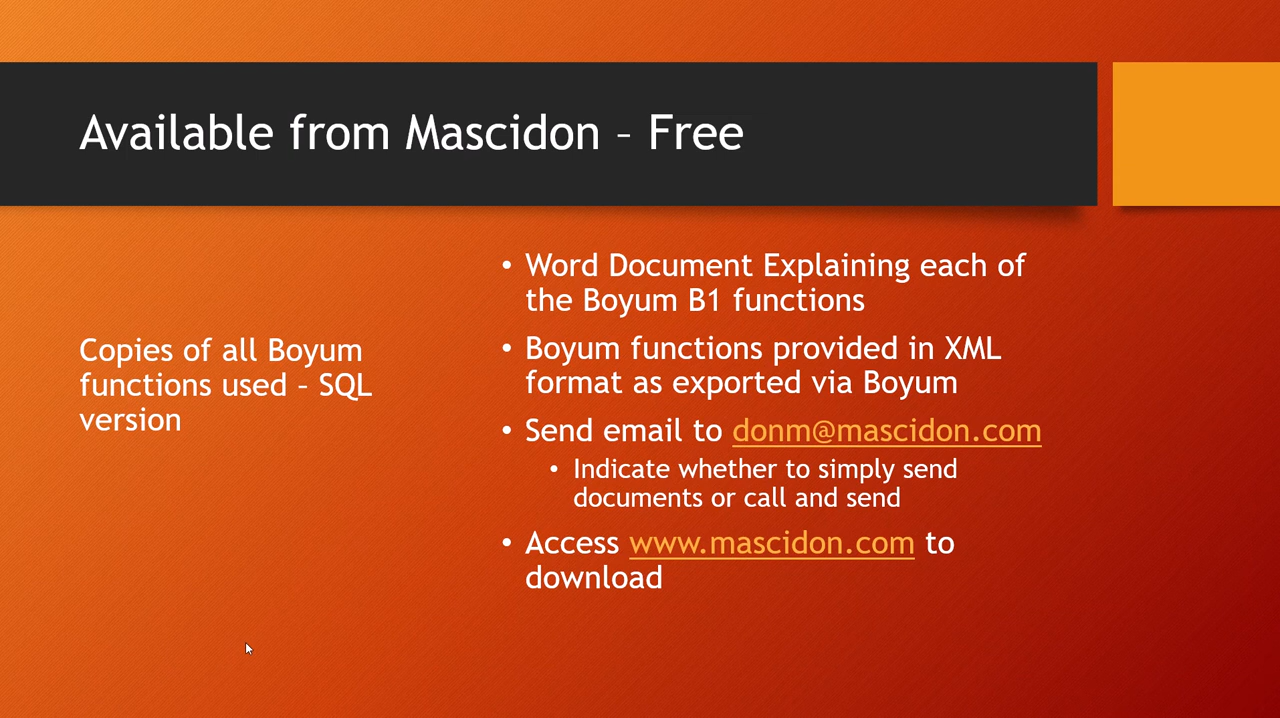 Available from Mascidon – Free
Copies of all Boyum
functions used – SQL
version
• Word Document Explaining each of
the Boyum B1 functions
• Boyum functions provided in XML
format as exported via Boyum
• Send email to donm@mascidon.com
• Indicate whether to simply send
documents or call and send
• Access www.mascidon.com to
download